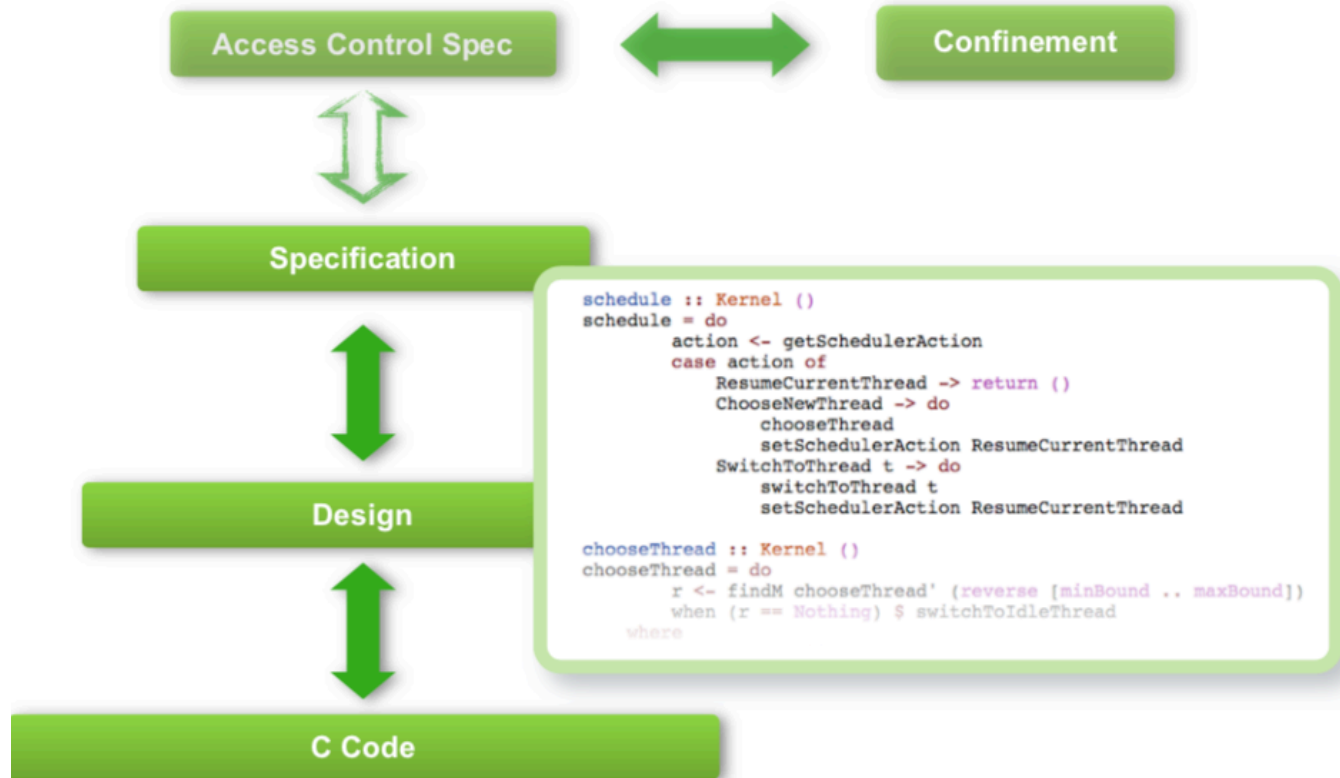 Access Control Spec
Confinement
Specification
schedule :: Kernel ()
schedule = do
        action <- getSchedulerAction
        case action of
            ResumeCurrentThread -> return ()
            ChooseNewThread -> do
                chooseThread
                setSchedulerAction ResumeCurrentThread
            SwitchToThread t -> do
                switchToThread t
                setSchedulerAction ResumeCurrentThread
chooseThread :: Kernel ()
chooseThread = do
        r <- findM chooseThread' (reverse [minBound .. maxBound])
        when (r == Nothing) $ switchToIdleThread
    where
Design
C Code